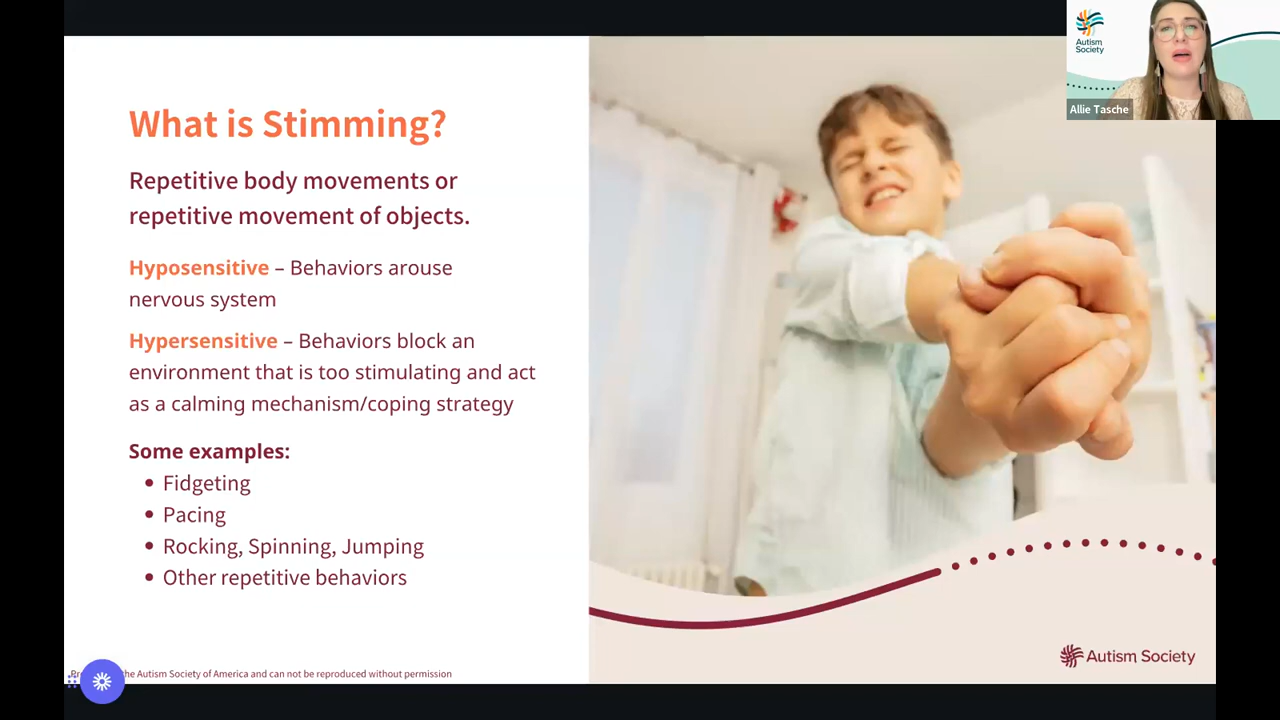 Autism
Society
Allie Tasche
What is Stimming?
Repetitive body movements or
repetitive movement of objects.
Hyposensitive – Behaviors arouse
nervous system
Hypersensitive – Behaviors block an
environment that is too stimulating and act
as a calming mechanism/coping strategy
Some examples:
• Fidgeting
• Pacing
• Rocking, Spinning, Jumping
• Other repetitive behaviors
the Autism Society of America and can not be reproduced without permission
Autism Society